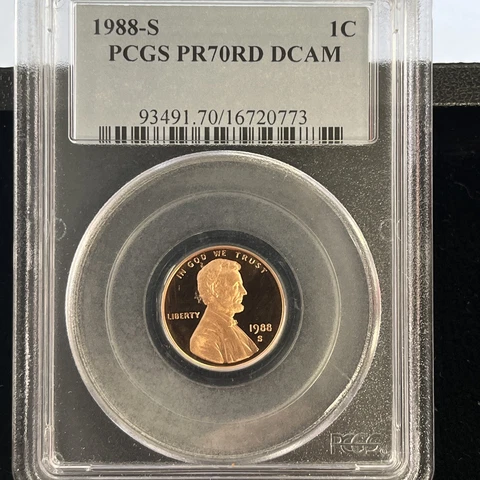 1988-S 1C
PCGS PR70RD DCAM
93491.70/16720773
IN GOD WE TRUST
LIBERTY
1988
S
PCGS